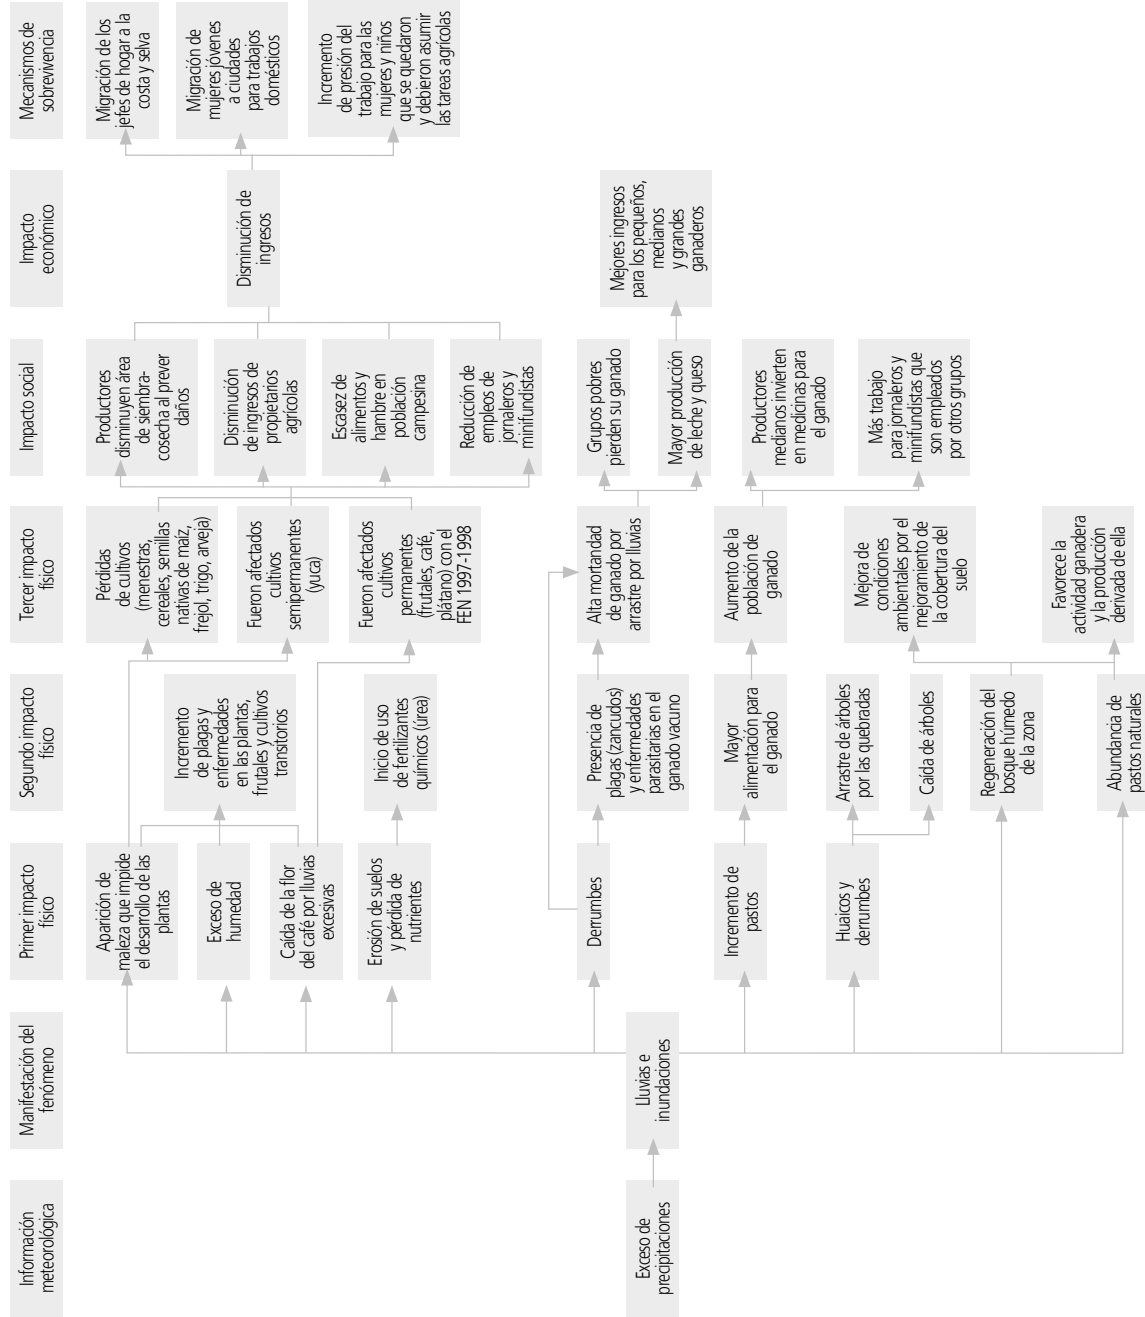 Información
meteorológica
Manifestación del
fenómeno
Primer impacto
físico
Segundo impacto
físico
Tercer impacto
físico
Impacto social
Impacto
económico
Mecanismos de
sobrevivencia
Exceso de
precipitaciones
Lluvias e
inundaciones
Aparición de
maleza que impide
el desarrollo de las
plantas
Exceso de
humedad
Caída de la flor
del café por lluvias
excesivas
Erosión de suelos
y pérdida de
nutrientes
Derrumbes
Incremento de
pastos
Huaicos y
derrumbes
Incremento
de plagas y
enfermedades
en las plantas,
frutales y cultivos
transitorios
Inicio de uso
de fertilizantes
químicos (úrea)
Presencia de
plagas (zancudos)
y enfermedades
parasitarias en el
ganado vacuno
Mayor
alimentación para
el ganado
Arrastre de árboles
por las quebradas
Caída de árboles
Regeneración del
bosque húmedo
de la zona
Abundancia de
pastos naturales
Pérdidas
de cultivos
(menestras,
cereales, semillas
nativas de maíz,
frejol, trigo, arveja)
Fueron afectados
cultivos
semipermanentes
(yuca)
Fueron afectados
cultivos
permanentes
(frutales, café,
plátano) con el
FEN 1997-1998
Alta mortandad
de ganador por
arrastre por lluvias
Aumento de la
población de
ganado
Mejora de
condiciones
ambientales por el
mejoramiento de
la cobertura del
suelo
Favorece la
actividad ganadera
y la producción
derivada de ella
Productores
disminuyen área
de siembra-
cosecha al prever
daños
Disminución
de ingresos de
propietarios
agrícolas
Escasez de
alimentos y
hambre en
población
campesina
Reducción de
empleos de
jornaleros y
minifundistas
Grupos pobres
pierden su ganado
Mayor producción
de leche y queso
Productores
medianos invierten
en medicinas para
el ganado
Más trabajo
para jornaleros y
minifundistas que
son empleados
por otros grupos
Disminución de
ingresos
Mejores ingresos
para los pequeños,
medianos
y grandes
ganaderos
Migración de los
jefes de hogar a la
costa y selva
Migración de
mujeres jóvenes
a ciudades
para trabajos
domésticos
Incremento
de presión del
trabajo para las
mujeres y niños
que se quedaron
y debieron asumir
las tareas agrícolas